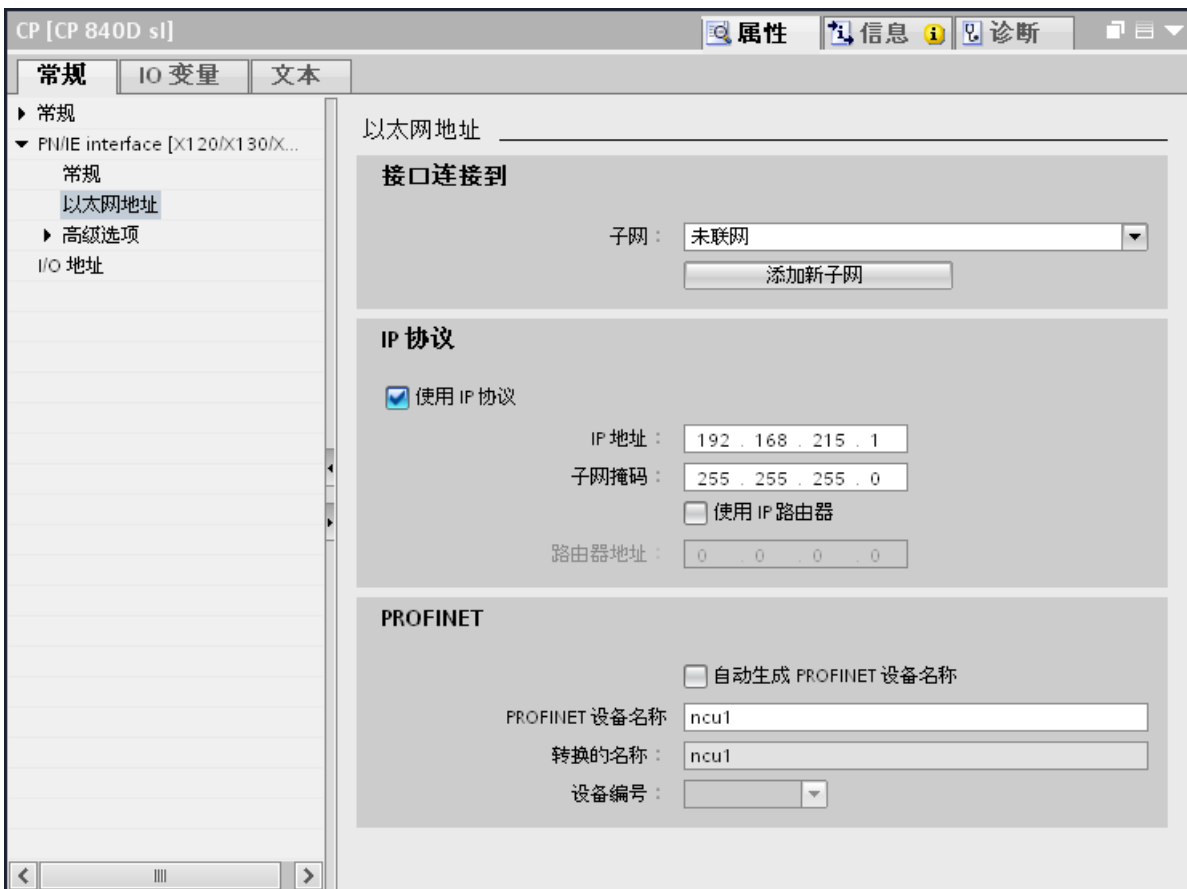 CP [CP 840D sl]
属性
信息
诊断
常规
IO 变量
文本
常规
PN/IE interface [X120/X130/X...
常规
以太网地址
高级选项
I/O 地址
以太网地址
接口连接到
子网：
未联网
添加新子网
IP 协议
使用 IP 协议
IP 地址：
192 . 168 . 215 . 1
子网掩码：
255 . 255 . 255 . 0
使用 IP 路由器
路由器地址：
0 . 0 . 0 . 0
PROFINET
自动生成 PROFINET 设备名称
PROFINET 设备名称
ncu1
转换的名称：
ncu1
设备编号：